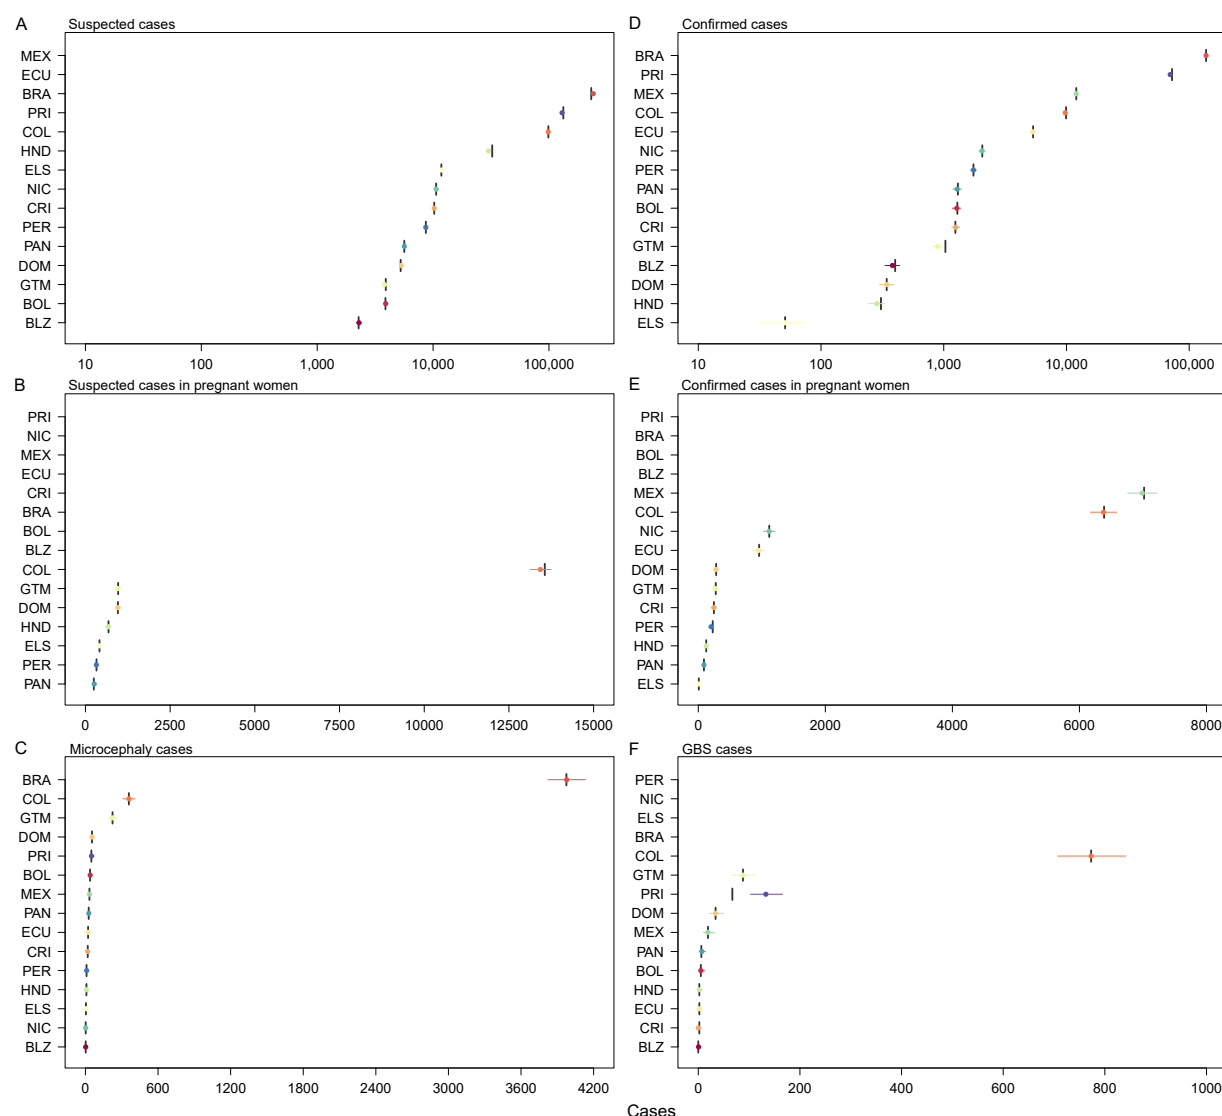 A Suspected cases
MEX
ECU
BRA
PRI
COL
HND
ELS
NIC
CRI
PER
PAN
DOM
GTM
BOL
BLZ
10 100 1,000 10,000 100,000
B Suspected cases in pregnant women
PRI
NIC
MEX
ECU
CRI
BRA
BOL
BLZ
COL
GTM
DOM
HND
ELS
PER
PAN
0 2500 5000 7500 10000 12500 15000
C Microcephaly cases
BRA
COL
GTM
DOM
PRI
BOL
MEX
PAN
ECU
CRI
PER
HND
ELS
NIC
BLZ
0 600 1200 1800 2400 3000 3600 4200
D Confirmed cases
BRA
PRI
MEX
COL
ECU
NIC
PER
PAN
BOL
CRI
GTM
BLZ
DOM
HND
ELS
10 100 1,000 10,000 100,000
E Confirmed cases in pregnant women
PRI
BRA
BOL
BLZ
MEX
COL
NIC
ECU
DOM
GTM
CRI
PER
HND
PAN
ELS
0 2000 4000 6000 8000
F GBS cases
PER
NIC
ELS
BRA
COL
GTM
PRI
DOM
MEX
PAN
BOL
HND
ECU
CRI
BLZ
0 200 400 600 800 1000
Cases